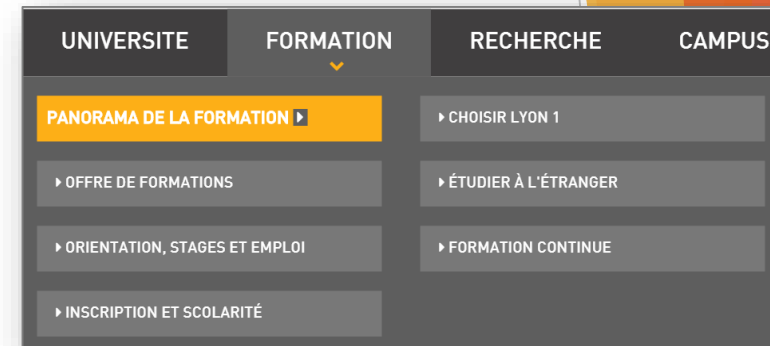 UNIVERSITE FORMATION RECHERCHE CAMPUS
PANORAMA DE LA FORMATION
CHOISIR LYON 1
OFFRE DE FORMATIONS
ÉTUDIER À L'ÉTRANGER
ORIENTATION, STAGES ET EMPLOI
FORMATION CONTINUE
INSCRIPTION ET SCOLARITÉ